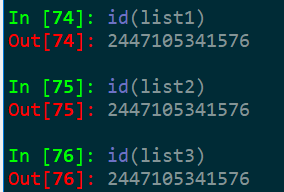 In [74]: id(list1)
Out[74]: 2447105341576
In [75]: id(list2)
Out[75]: 2447105341576
In [76]: id(list3)
Out[76]: 2447105341576